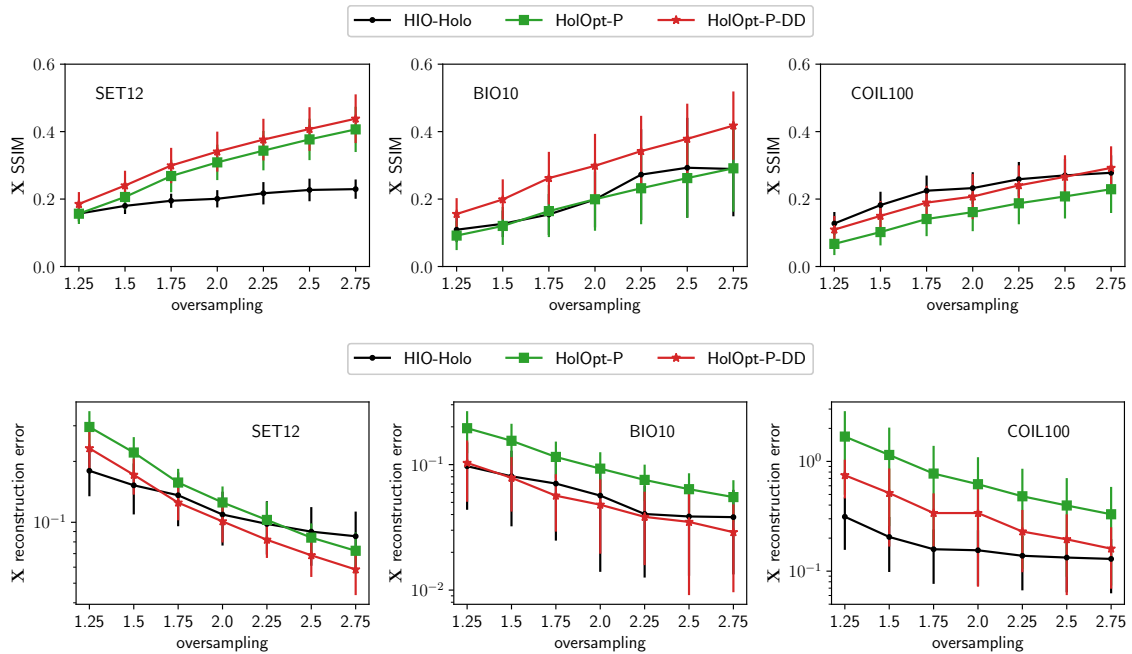 HIO-Holo HolOpt-P HolOpt-P-DD
0.6 0.6 0.6
SET12 BIO10 COIL100
0.4 0.4 0.4
X SSIM X SSIM X SSIM
0.2 0.2 0.2
0.0 0.0 0.0
1.25 1.5 1.75 2.0 2.25 2.5 2.75 1.25 1.5 1.75 2.0 2.25 2.5 2.75 1.25 1.5 1.75 2.0 2.25 2.5 2.75
oversampling oversampling oversampling
HIO-Holo HolOpt-P HolOpt-P-DD
SET12 BIO10 COIL100
X reconstruction error X reconstruction error X reconstruction error
10⁻¹ 10⁻¹ 10⁰
10⁻² 10⁻¹
1.25 1.5 1.75 2.0 2.25 2.5 2.75 1.25 1.5 1.75 2.0 2.25 2.5 2.75 1.25 1.5 1.75 2.0 2.25 2.5 2.75
oversampling oversampling oversampling